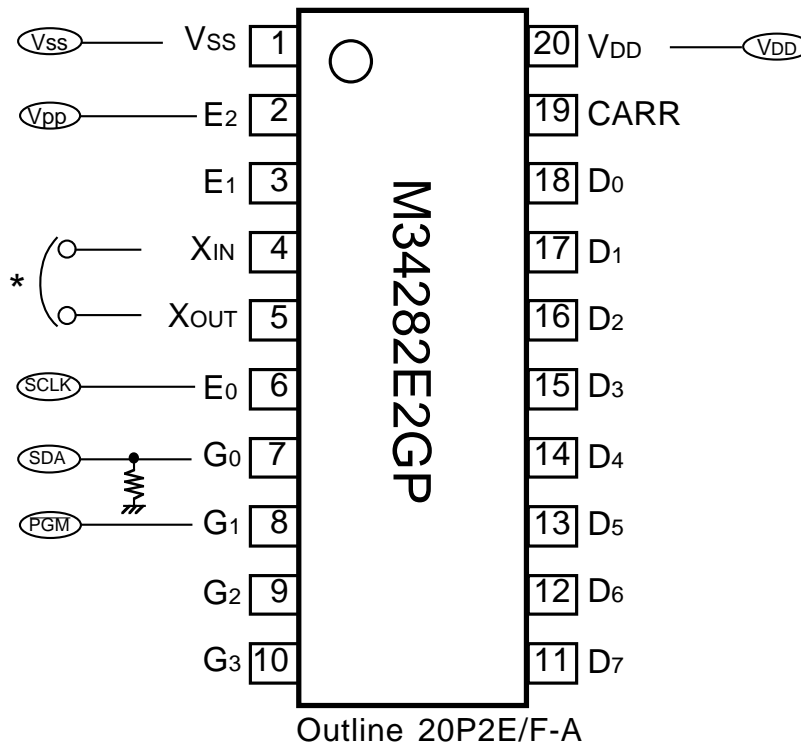 Vss VSS 1 20 VDD VDD
Vpp E2 2 19 CARR
E1 3 18 D0
XIN 4 17 D1
*
XOUT 5 16 D2
SCLK E0 6 15 D3
SDA G0 7 14 D4
PGM G1 8 13 D5
G2 9 12 D6
G3 10 11 D7
M34282E2GP
Outline 20P2E/F-A